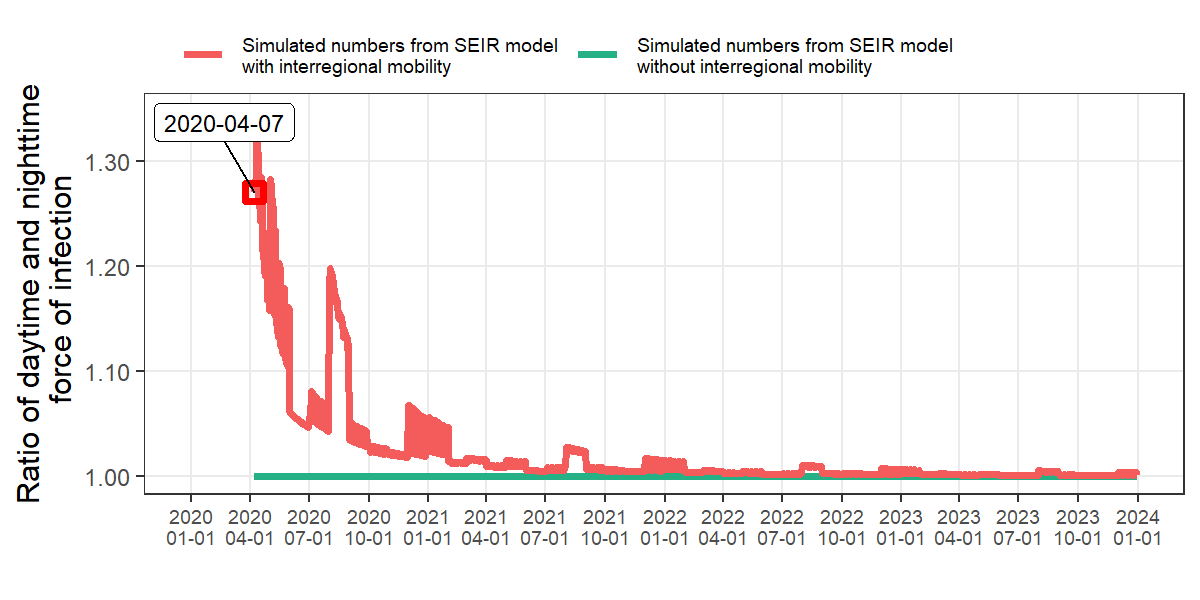 Simulated numbers from SEIR model
with interregional mobility
Simulated numbers from SEIR model
without interregional mobility
Ratio of daytime and nighttime
force of infection
2020-04-07
1.30
1.20
1.10
1.00
2020 2020 2020 2020 2021 2021 2021 2021 2022 2022 2022 2022 2023 2023 2023 2023 2024
01-01 04-01 07-01 10-01 01-01 04-01 07-01 10-01 01-01 04-01 07-01 10-01 01-01 04-01 07-01 10-01 01-01